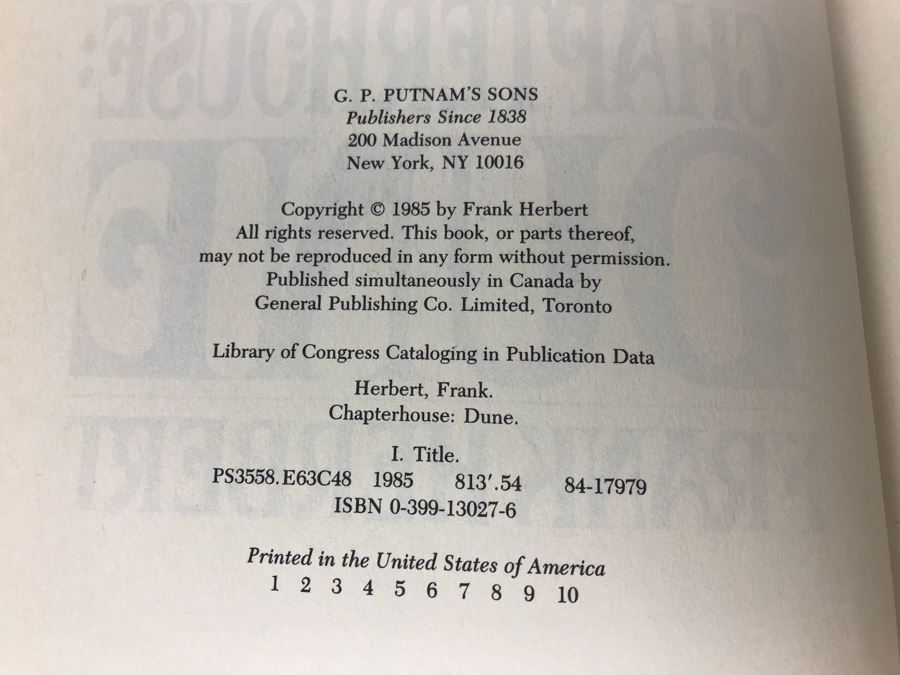 G. P. PUTNAM'S SONS
Publishers Since 1838
200 Madison Avenue
New York, NY 10016
Copyright © 1985 by Frank Herbert
All rights reserved. This book, or parts thereof,
may not be reproduced in any form without permission.
Published simultaneously in Canada by
General Publishing Co. Limited, Toronto
Library of Congress Cataloging in Publication Data
Herbert, Frank.
Chapterhouse: Dune.
I. Title.
PS3558.E63C48 1985 813′.54 84-17979
ISBN 0-399-13027-6
Printed in the United States of America
1 2 3 4 5 6 7 8 9 10
CHAPTERHOUSE:
DUNE
FRANK HERBERT